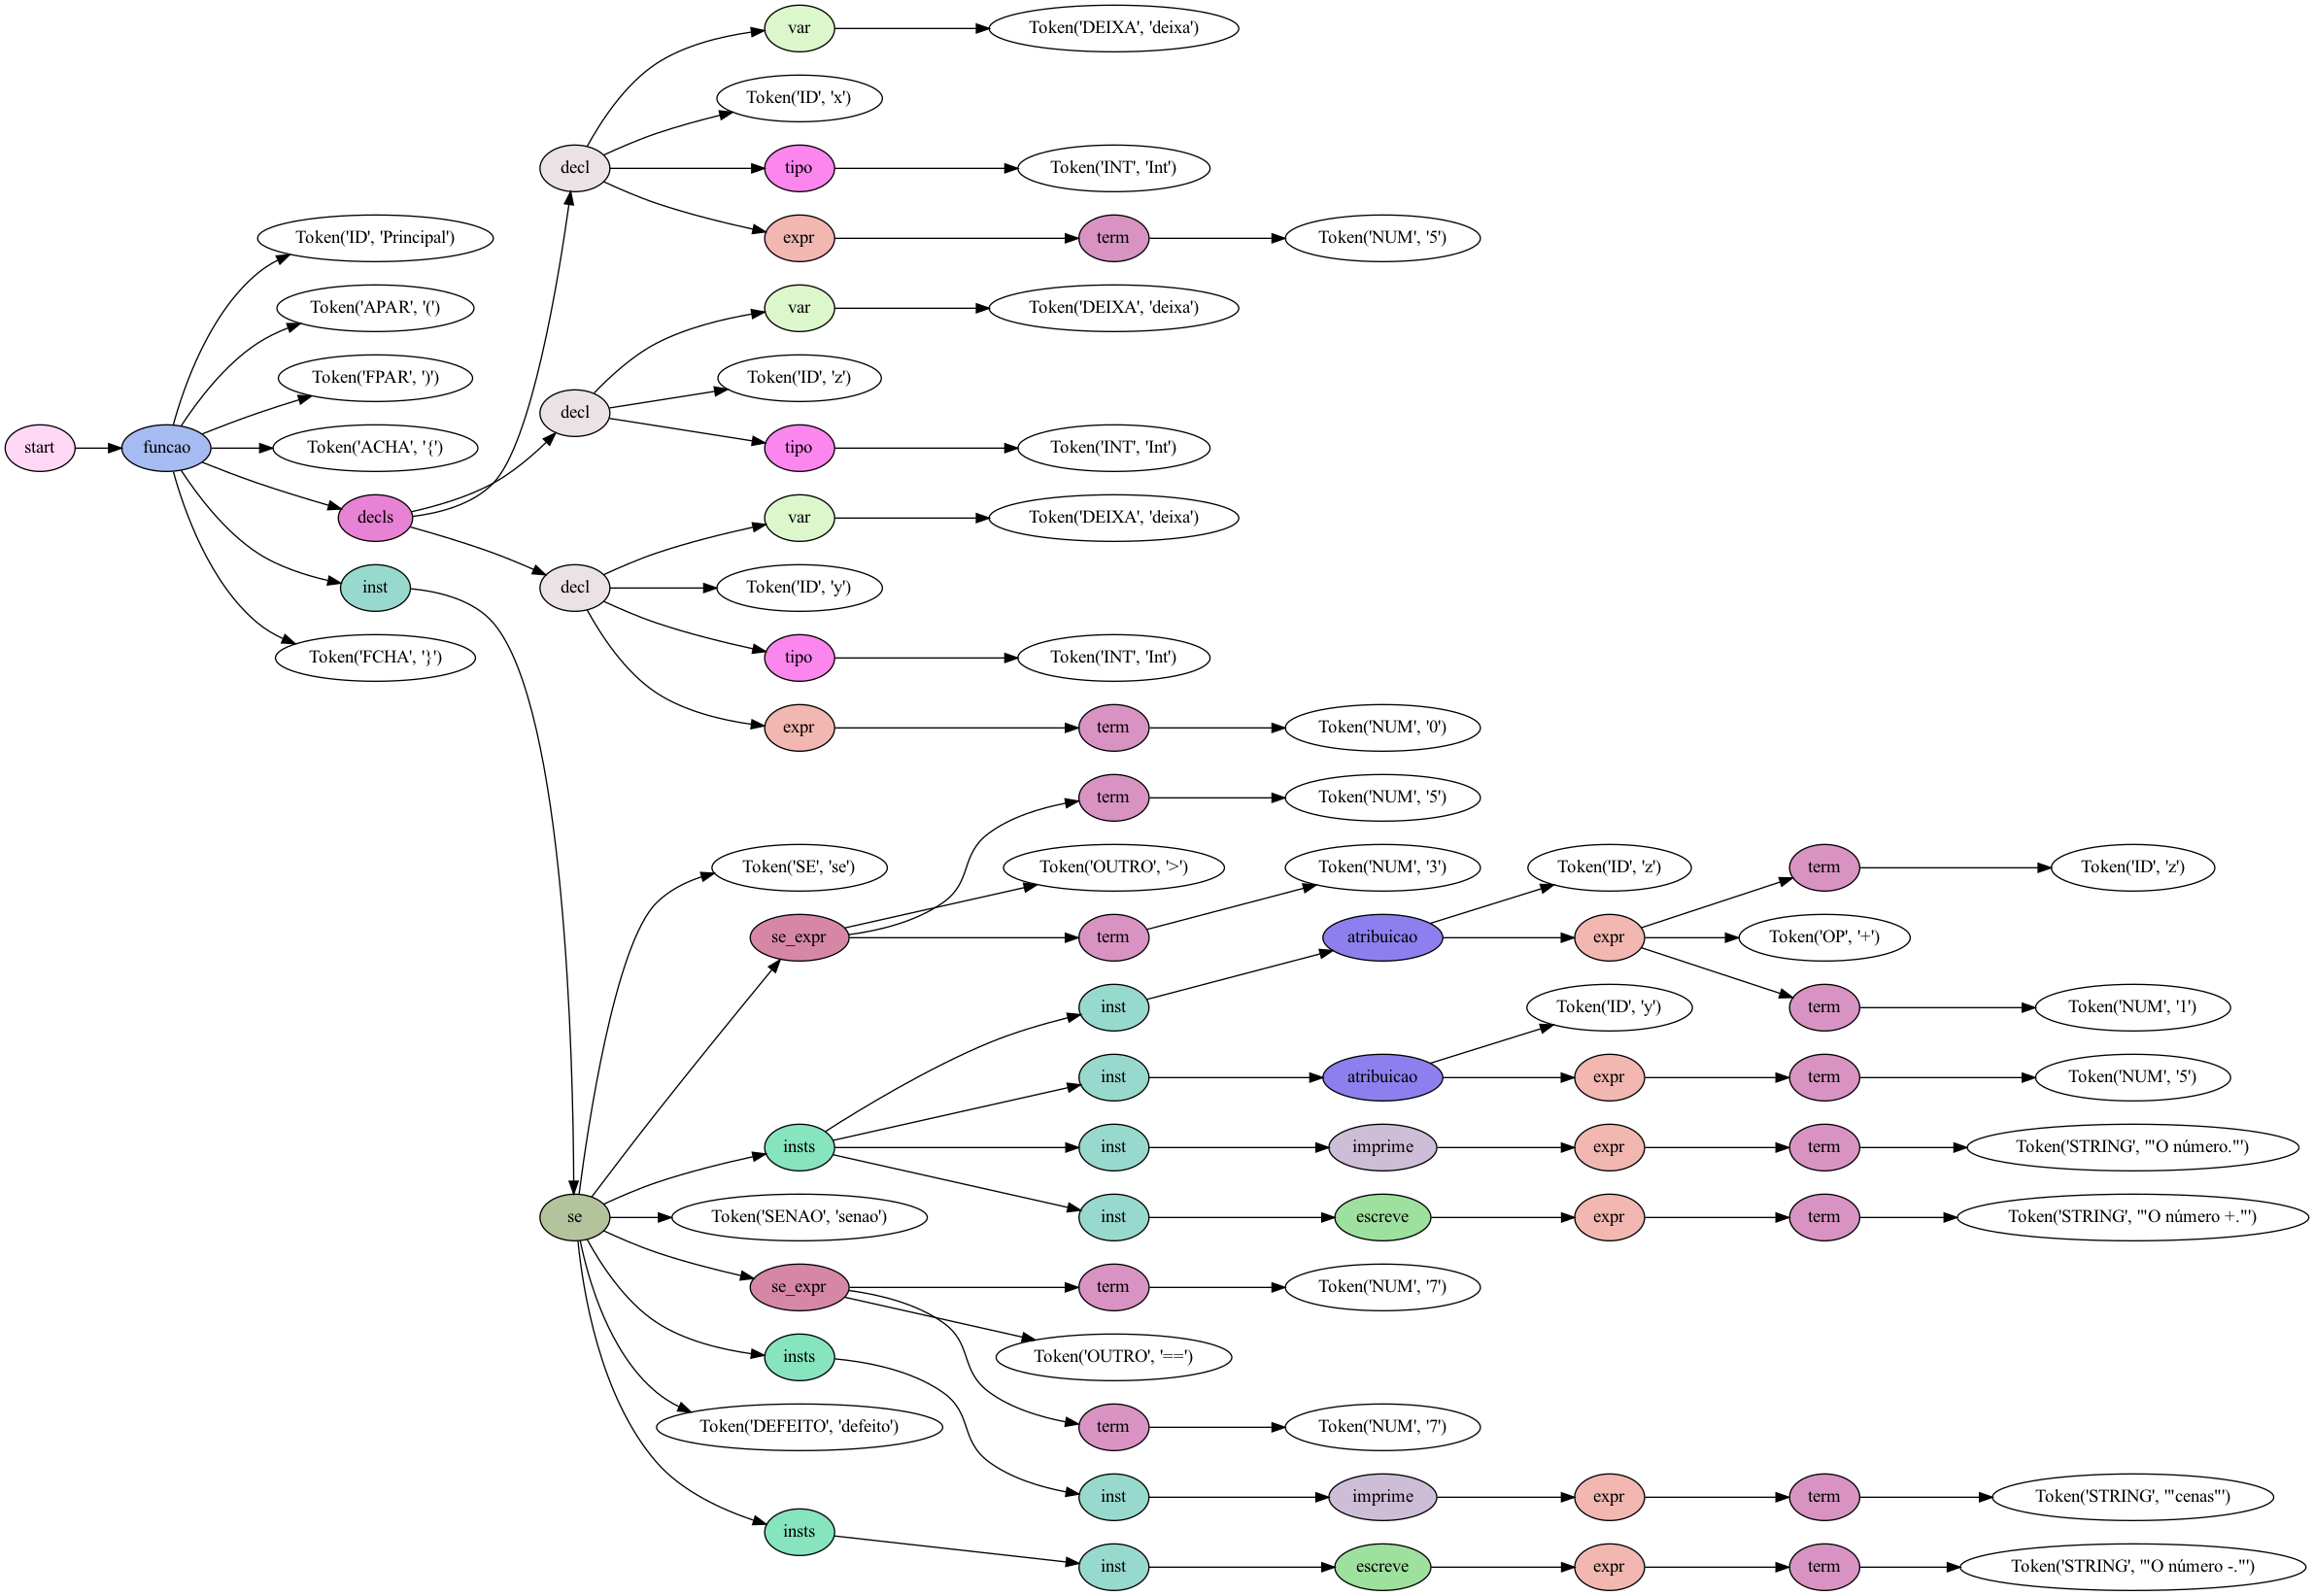 start
funcao
Token('ID', 'Principal')
Token('APAR', '(')
Token('FPAR', ')')
Token('ACHA', '{')
decls
decl
var
Token('DEIXA', 'deixa')
Token('ID', 'x')
tipo
Token('INT', 'Int')
expr
term
Token('NUM', '5')
decl
var
Token('DEIXA', 'deixa')
Token('ID', 'z')
tipo
Token('INT', 'Int')
decl
var
Token('DEIXA', 'deixa')
Token('ID', 'y')
tipo
Token('INT', 'Int')
expr
term
Token('NUM', '0')
inst
se
Token('SE', 'se')
se_expr
term
Token('NUM', '5')
Token('OUTRO', '>')
term
Token('NUM', '3')
insts
inst
atribuicao
Token('ID', 'z')
expr
term
Token('ID', 'z')
Token('OP', '+')
term
Token('NUM', '1')
inst
atribuicao
Token('ID', 'y')
expr
term
Token('NUM', '5')
inst
imprime
expr
term
Token('STRING', '"O número."')
inst
escreve
expr
term
Token('STRING', '"O número +."')
Token('SENAO', 'senao')
se_expr
term
Token('NUM', '7')
Token('OUTRO', '==')
term
Token('NUM', '7')
insts
inst
imprime
expr
term
Token('STRING', '"cenas"')
Token('DEFEITO', 'defeito')
insts
inst
escreve
expr
term
Token('STRING', '"O número -."')
Token('FCHA', '}')